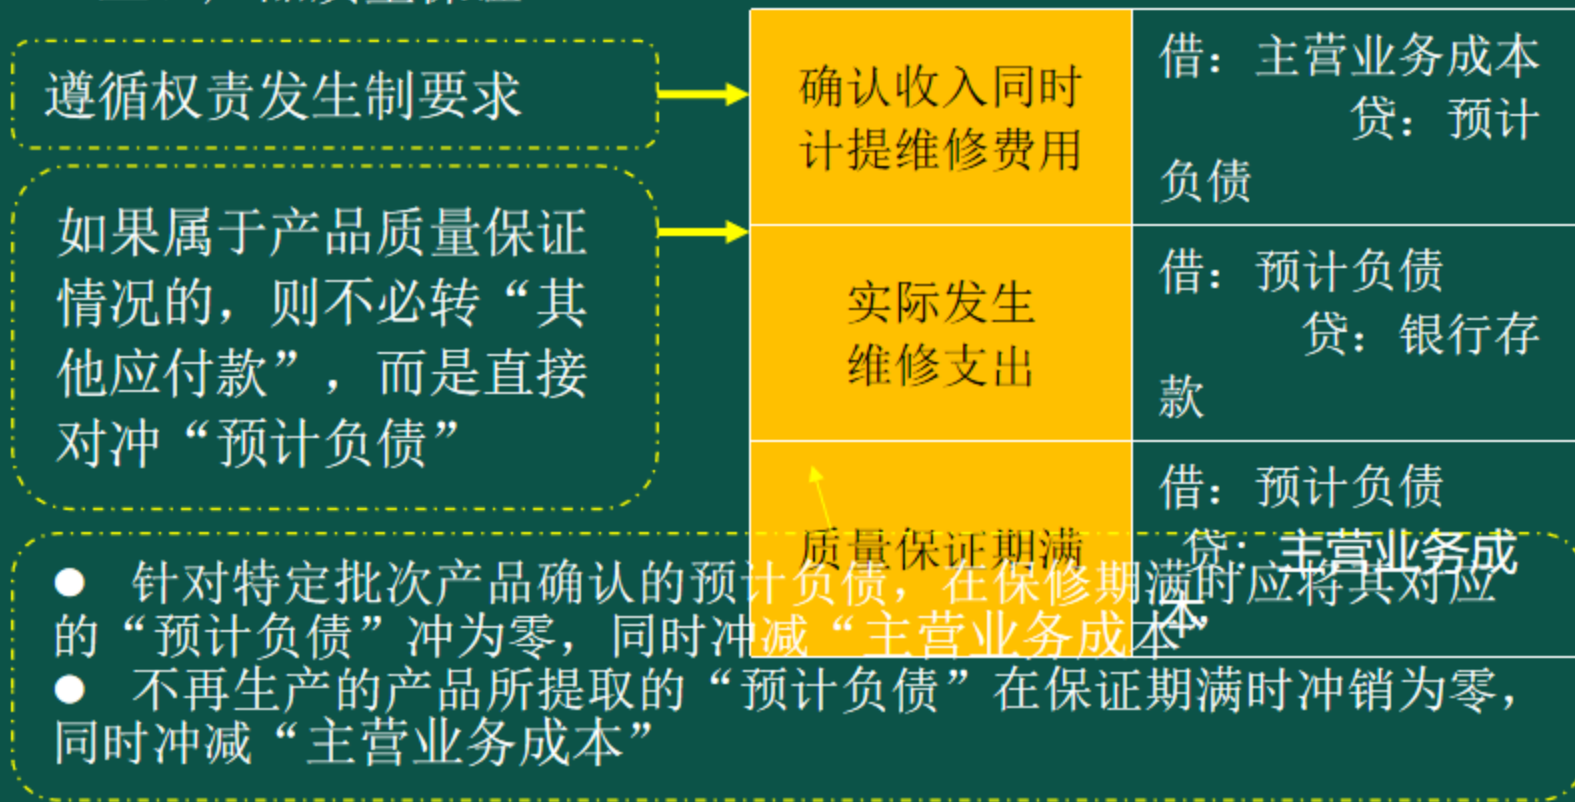 遵循权责发生制要求
如果属于产品质量保证
情况的，则不必转“其
他应付款”，而是直接
对冲“预计负债”
确认收入同时
计提维修费用
借：主营业务成本
贷：预计
负债
实际发生
维修支出
借：预计负债
贷：银行存
款
质量保证期满
借：预计负债
贷：主营业务成
本
● 针对特定批次产品确认的预计负债，在保修期满时应将其对应
的“预计负债”冲为零，同时冲减“主营业务成本”
● 不再生产的产品所提取的“预计负债”在保证期满时冲销为零，
同时冲减“主营业务成本”